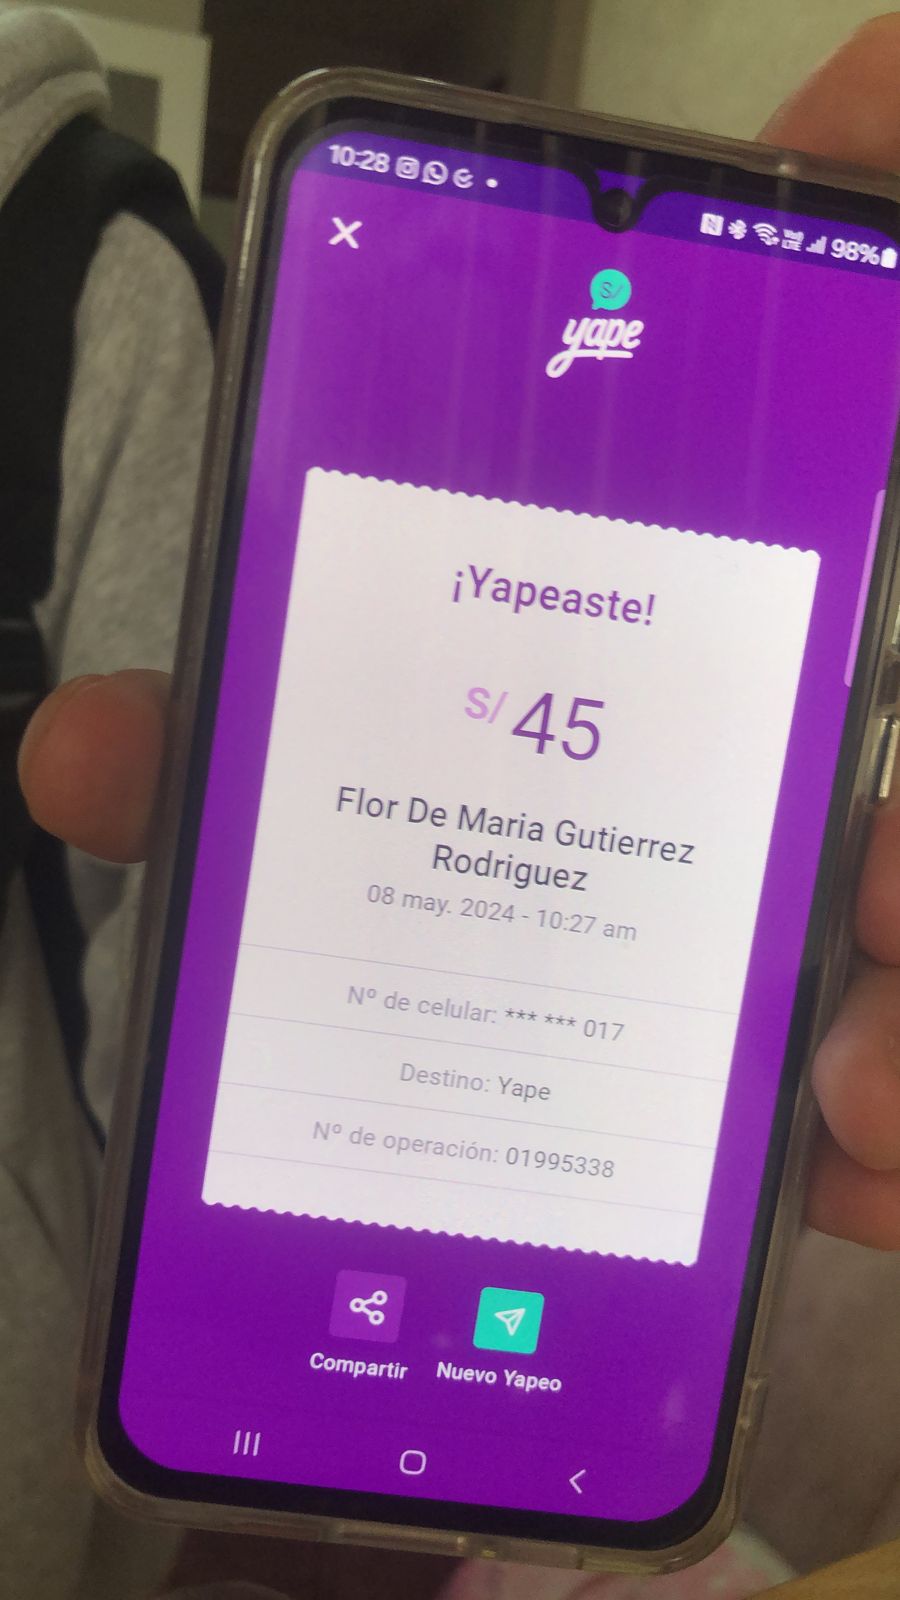 10:28
98%
S/
yape
¡Yapeaste!
S/ 45
Flor De Maria Gutierrez
Rodriguez
08 may. 2024 - 10:27 am
Nº de celular: *** *** 017
Destino: Yape
Nº de operación: 01995338
Compartir
Nuevo Yapeo